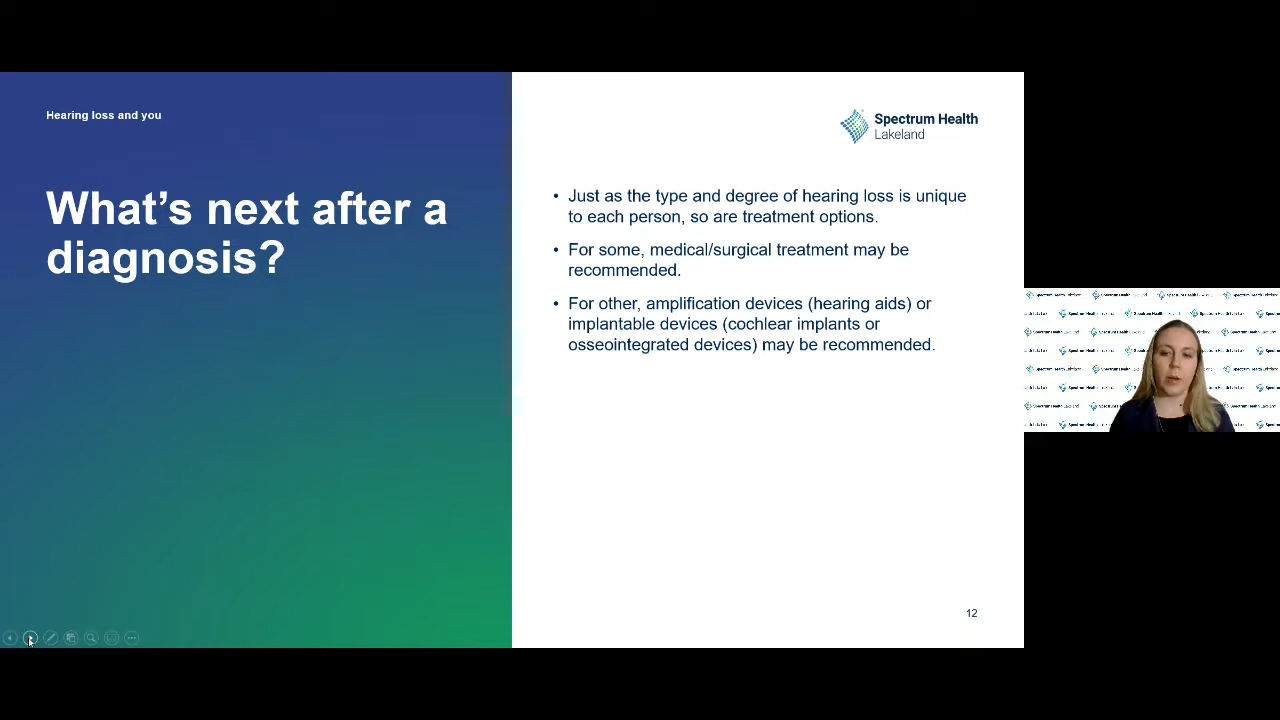 Hearing loss and you
What's next after a
diagnosis?
Spectrum Health
Lakeland
• Just as the type and degree of hearing loss is unique
to each person, so are treatment options.
• For some, medical/surgical treatment may be
recommended.
• For other, amplification devices (hearing aids) or
implantable devices (cochlear implants or
osseointegrated devices) may be recommended.
12